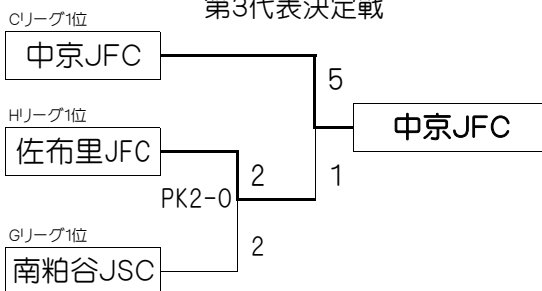 第3代表決定戦
Cリーグ1位
中京JFC
5
中京JFC
Hリーグ1位
佐布里JFC
2
1
PK2-0
Gリーグ1位
2
南粕谷JSC